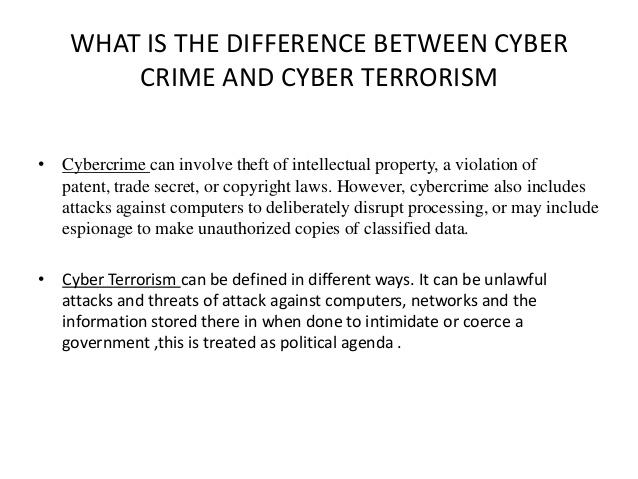 WHAT IS THE DIFFERENCE BETWEEN CYBER
CRIME AND CYBER TERRORISM
• Cybercrime can involve theft of intellectual property, a violation of
patent, trade secret, or copyright laws. However, cybercrime also includes
attacks against computers to deliberately disrupt processing, or may include
espionage to make unauthorized copies of classified data.
• Cyber Terrorism can be defined in different ways. It can be unlawful
attacks and threats of attack against computers, networks and the
information stored there in when done to intimidate or coerce a
government ,this is treated as political agenda .